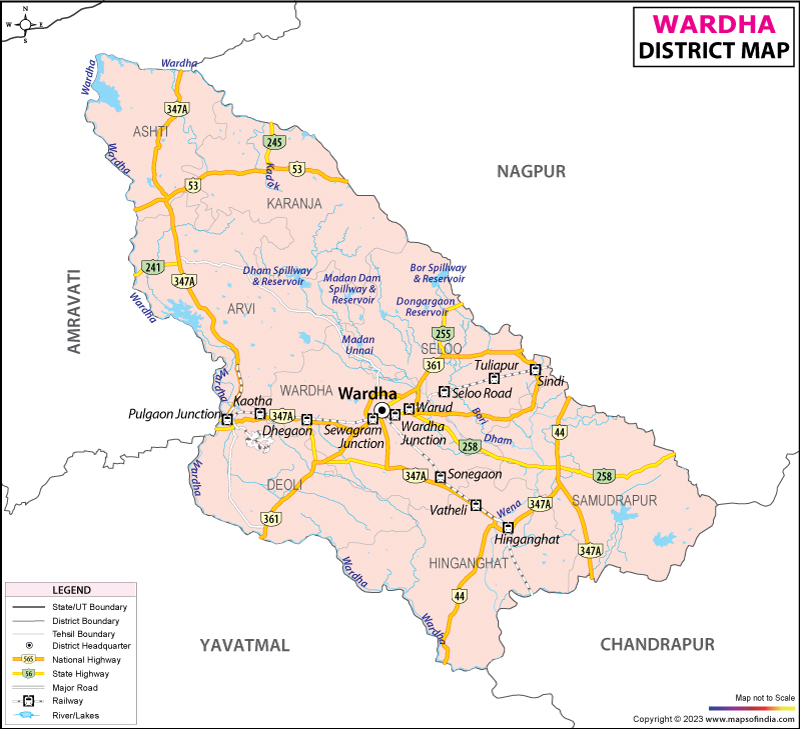 N
W E
S
WARDHA
DISTRICT MAP
Wardha
Wardha
347A
ASHTI
245
Wardha
53
Kadok
53
NAGPUR
KARANJA
241
347A
Dham Spillway
& Reservoir
Madan Dam
Spillway &
Reservoir
Bor Spillway
& Reservoir
AMRAVATI
Wardha
ARVI
Dongargaon
Reservoir
255
Madan
Unnai
SELOO
361
Tuliapur
Sindi
Wardha
WARDHA
Wardha
Seloo Road
Kaotha
Pulgaon Junction
347A
Dhegaon
Sewagram
Junction
Warud
Wardha
Junction
Bori
Dham
44
258
258
Wardha
DEOLI
347A
Sonegaon
361
Vatheli
Wena
347A
SAMUDRAPUR
Hinganghat
347A
HINGANGHAT
Wardha
44
Wardha
YAVATMAL
CHANDRAPUR
LEGEND
State/UT Boundary
District Boundary
Tehsil Boundary
District Headquarter
565 National Highway
56 State Highway
Major Road
Railway
River/Lakes
Map not to Scale
Copyright © 2023 www.mapsofindia.com